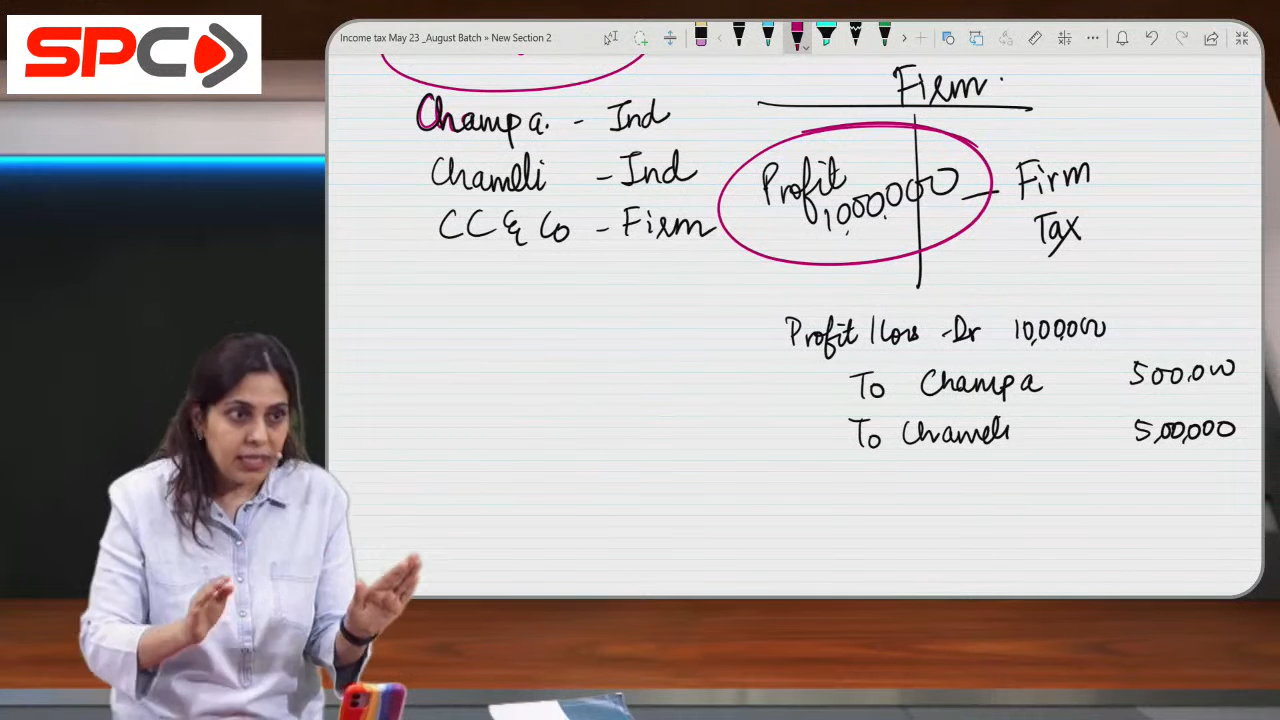 SPC
Income tax May 23 _August Batch » New Section 2
Firm.
Champa. - Ind
Chameli - Ind
CC & Co - Firm
Profit
1,000,000
Firm
Tax
Profit / Loss - Dr 10,00,000
To Champa 500,000
To Chameli 5,00,000